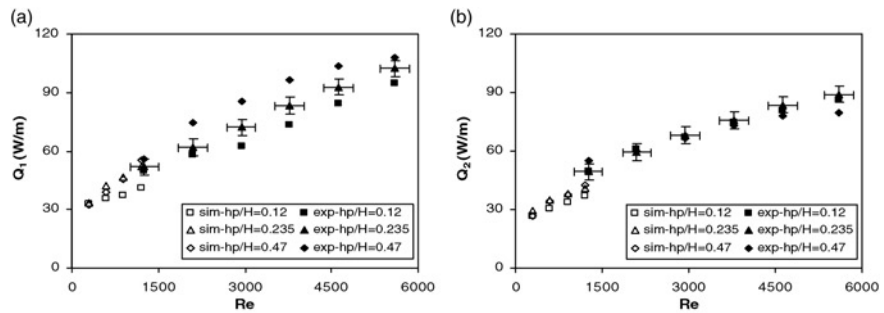 (a)
120
90
60
30
0
Q₁ (W/m)
0 1500 3000 4500 6000
Re
sim-hp/H=0.12 exp-hp/H=0.12
sim-hp/H=0.235 exp-hp/H=0.235
sim-hp/H=0.47 exp-hp/H=0.47
(b)
120
90
60
30
0
Q₂ (W/m)
0 1500 3000 4500 6000
Re
sim-hp/H=0.12 exp-hp/H=0.12
sim-hp/H=0.235 exp-hp/H=0.235
sim-hp/H=0.47 exp-hp/H=0.47